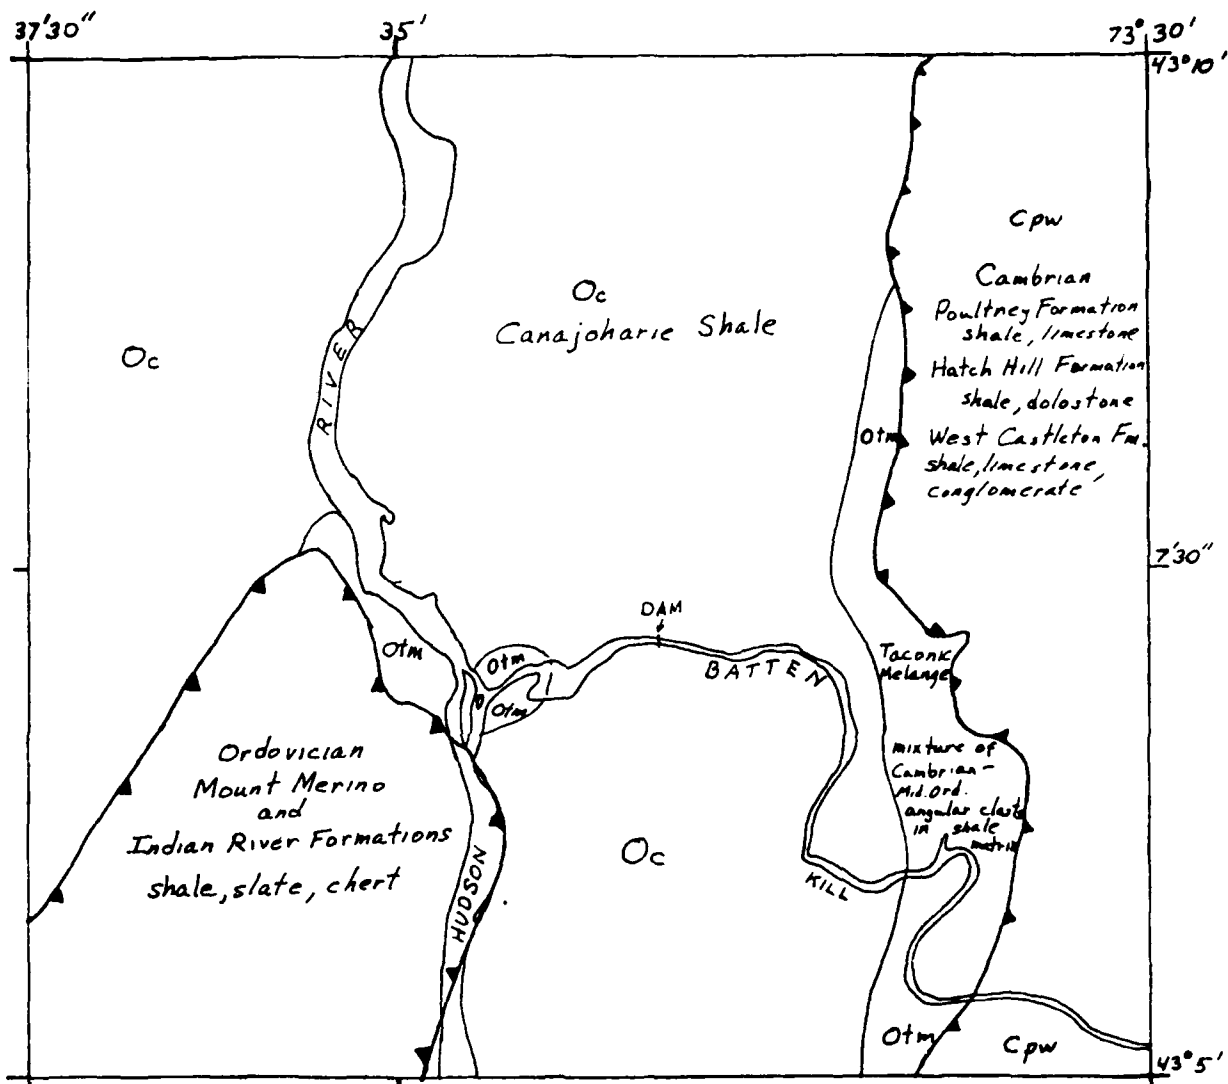 37'30"
35'
73° 30'
43°10'
Cpw
Cambrian
Poultney Formation
shale, limestone
Hatch Hill Formation
shale, dolostone
West Castleton Fm.
shale, limestone,
conglomerate
Oc
Canajoharie Shale
Oc
RIVER
Otm
7'30"
DAM
BATTEN
Otm
Otm
Otm
Taconic
Melange
mixture of
Cambrian -
Mid. Ord.
angular clasts
in shale
matrix
Ordovician
Mount Merino
and
Indian River Formations
shale, slate, chert
Oc
KILL
HUDSON
Otm
Cpw
43° 5'